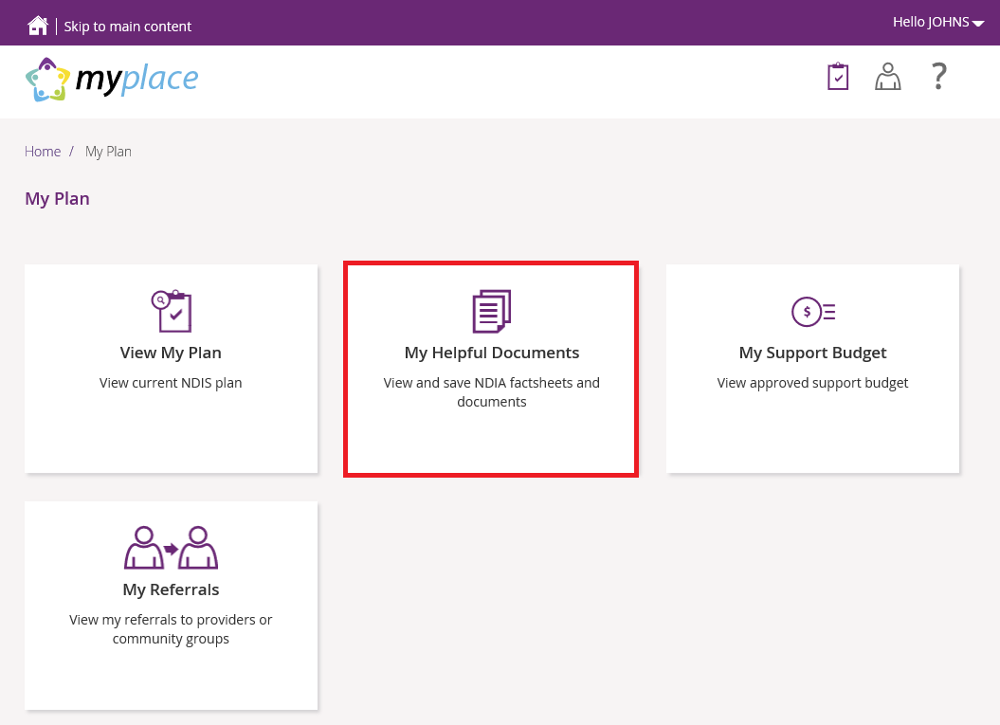 Skip to main content
Hello JOHNS
myplace
?
Home / My Plan
My Plan
View My Plan
View current NDIS plan
My Helpful Documents
View and save NDIA factsheets and
documents
$
My Support Budget
View approved support budget
My Referrals
View my referrals to providers or
community groups